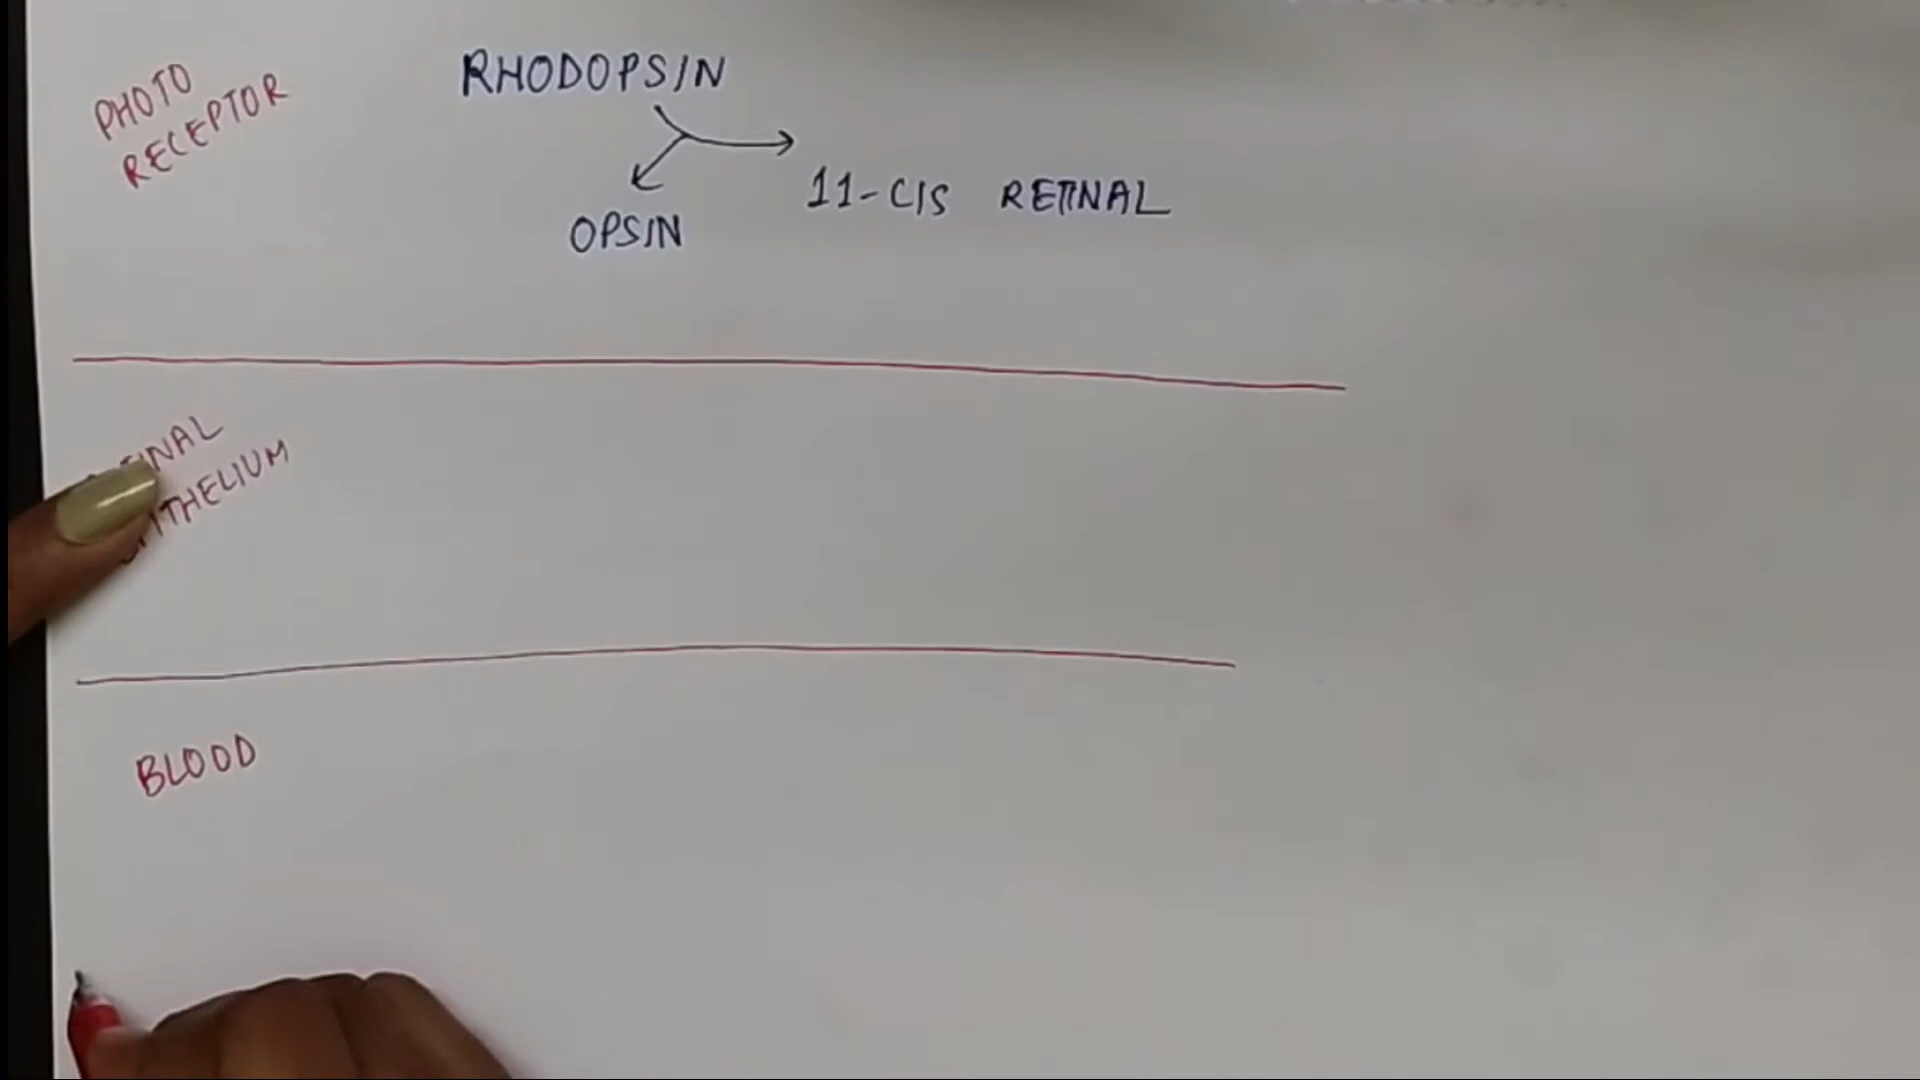 PHOTO
RECEPTOR
RHODOPSIN
OPSIN
11-CIS RETINAL
BLOOD